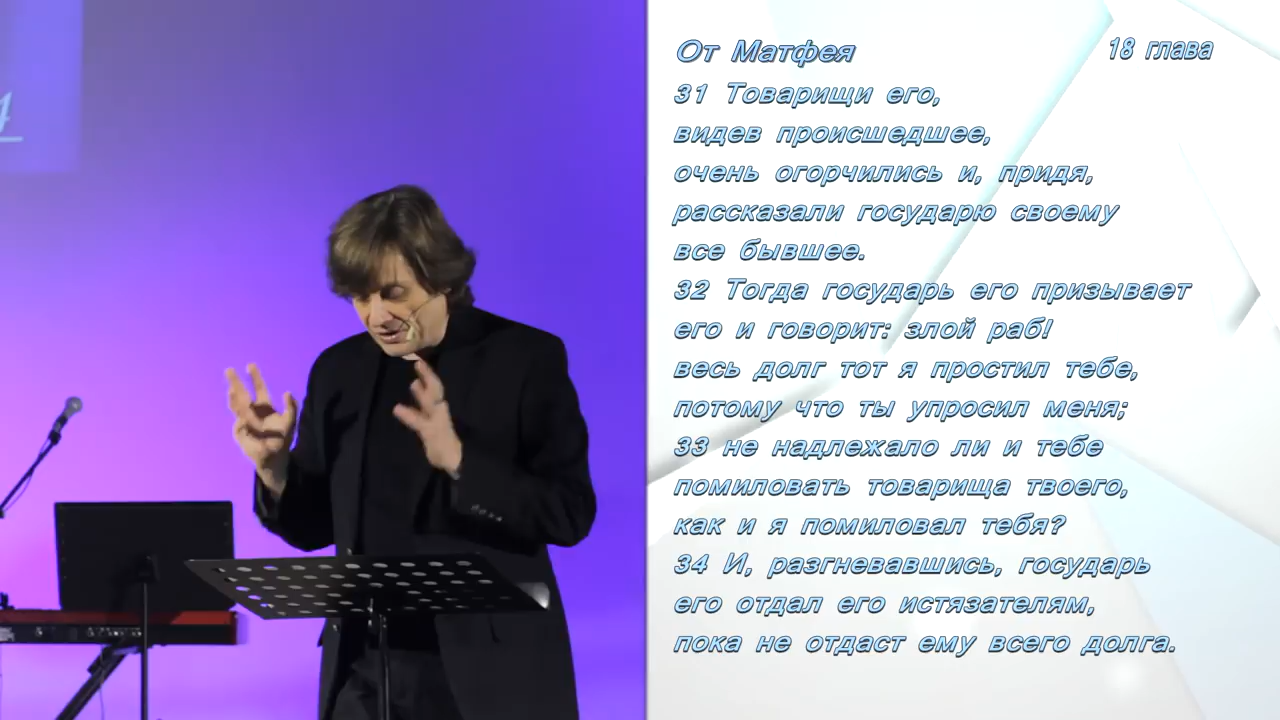 От Матфея 18 глава
31 Товарищи его,
видев происшедшее,
очень огорчились и, придя,
рассказали государю своему
все бывшее.
32 Тогда государь его призывает
его и говорит: злой раб!
весь долг тот я простил тебе,
потому что ты упросил меня;
33 не надлежало ли и тебе
помиловать товарища твоего,
как и я помиловал тебя?
34 И, разгневавшись, государь
его отдал его истязателям,
пока не отдаст ему всего долга.